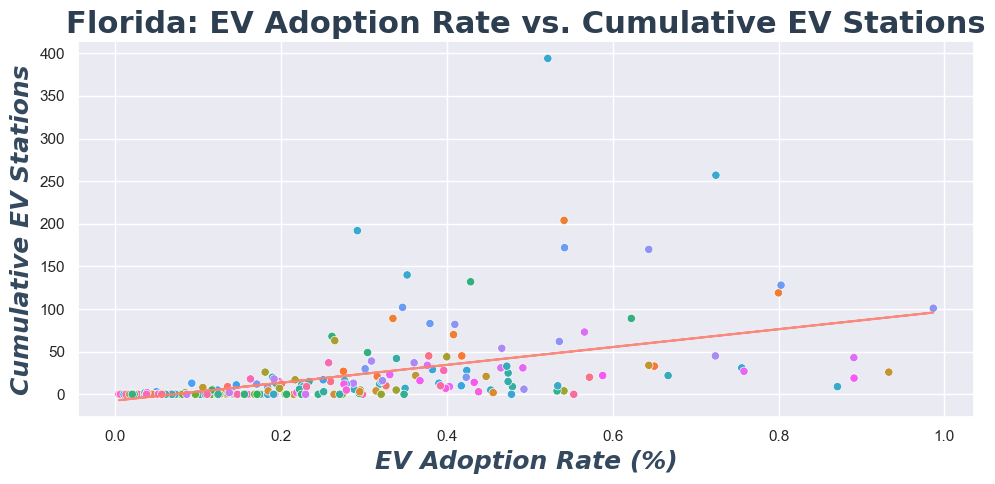 Florida: EV Adoption Rate vs. Cumulative EV Stations
Cumulative EV Stations
400
350
300
250
200
150
100
50
0
0.0 0.2 0.4 0.6 0.8 1.0
EV Adoption Rate (%)